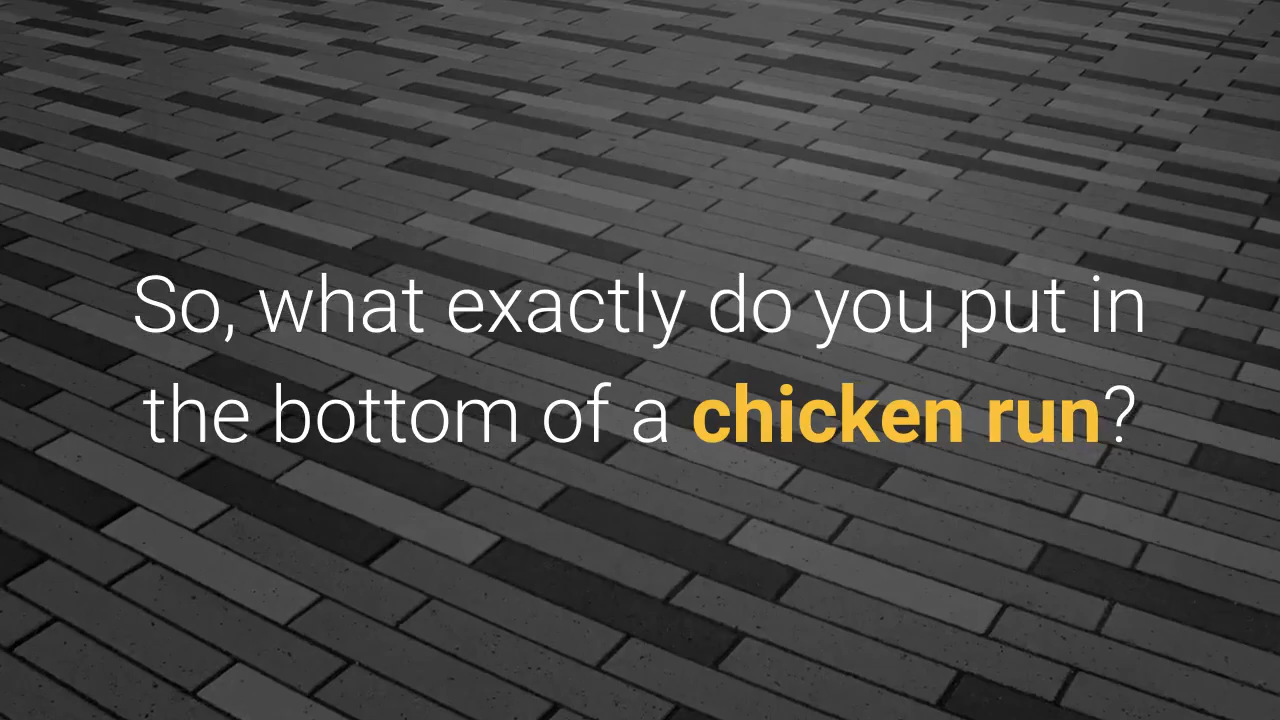 So, what exactly do you put in
the bottom of a chicken run?